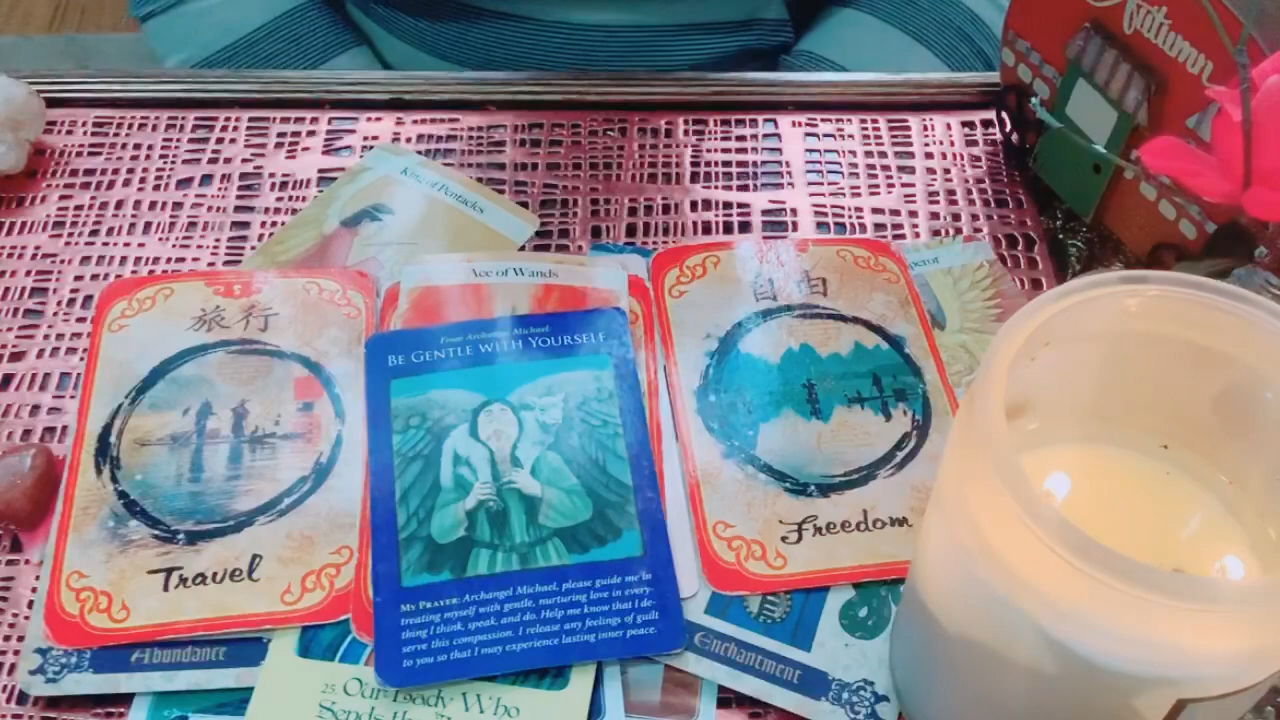 Autumn
King of Pentacles
Ace of Wands
旅行
Travel
From Archangel Michael:
BE GENTLE WITH YOURSELF
MY PRAYER: Archangel Michael, please guide me in
treating myself with gentle, nurturing love in every-
thing I think, speak, and do. Help me know that I de-
serve this compassion. I release any feelings of guilt
to you so that I may experience lasting inner peace.
自由
Freedom
Abundance
Enchantment
25. Our Lady Who
Sends